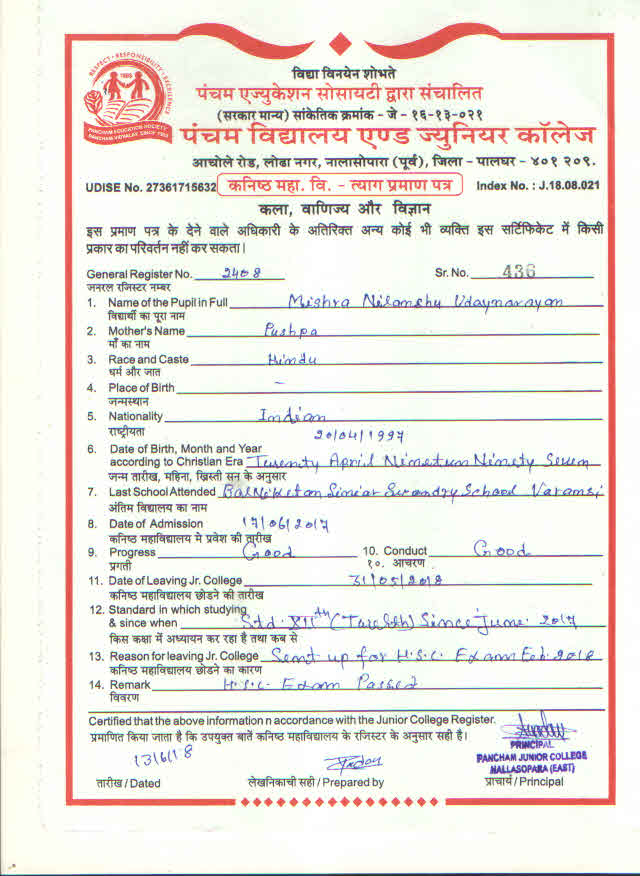 RESPECT • RESPONSIBILITY • EXCELLENCE
PANCHAM EDUCATION SOCIETY
विद्या विनयेन शोभते
पंचम एज्युकेशन सोसायटी द्वारा संचालित
(सरकार मान्य) सांकेतिक क्रमांक - जे - १६-१३-०२१
पंचम विद्यालय एण्ड ज्युनियर कॉलेज
आचोले रोड, लोढा नगर, नालासोपारा (पूर्व), जिला - पालघर - ४०१ २०९.
UDISE No. 27361715632 कनिष्ठ महा. वि. - त्याग प्रमाण पत्र Index No. : J.18.08.021
कला, वाणिज्य और विज्ञान
इस प्रमाण पत्र के देने वाले अधिकारी के अतिरिक्त अन्य कोई भी व्यक्ति इस सर्टिफिकेट में किसी
प्रकार का परिवर्तन नहीं कर सकता।
General Register No. 2408 Sr. No. 436
जनरल रजिस्टर नम्बर
1. Name of the Pupil in Full Mishra Nilanshu Udaynarayan
विद्यार्थी का पूरा नाम
2. Mother's Name Pushpa
माँ का नाम
3. Race and Caste Hindu
धर्म और जात
4. Place of Birth -
जन्मस्थान
5. Nationality Indian
राष्ट्रीयता 20/04/1997
6. Date of Birth, Month and Year
according to Christian Era Twenty April Nineteen Ninety Seven
जन्म तारीख, महिना, ख्रिस्ती सन के अनुसार
7. Last School Attended Bal Niketan Senior School Varansi
अंतिम विद्यालय का नाम
8. Date of Admission 17/06/2017
कनिष्ठ महाविद्यालय मे प्रवेश की तारीख
9. Progress Good 10. Conduct Good
प्रगती १०. आचरण
11. Date of Leaving Jr. College 31/05/2018
कनिष्ठ महाविद्यालय छोडने की तारीख
12. Standard in which studying
& since when Std. XIIth (Twelfth) Since June. 2017
किस कक्षा में अध्यायन कर रहा है तथा कब से
13. Reason for leaving Jr. College Sent up for H.S.C. Exam Feb. 2018
कनिष्ठ महाविद्यालय छोडने का कारण
14. Remark H.S.C Exam Passed
विवरण
Certified that the above information n accordance with the Junior College Register.
प्रमाणित किया जाता है कि उपयुक्त बातें कनिष्ठ महाविद्यालय के रजिस्टर के अनुसार सही है।
13/6/18
PRINCIPAL
PANCHAM JUNIOR COLLEGE
NALLASOPARA (EAST)
तारीख / Dated लेखनिकाची सही / Prepared by प्राचार्य / Principal